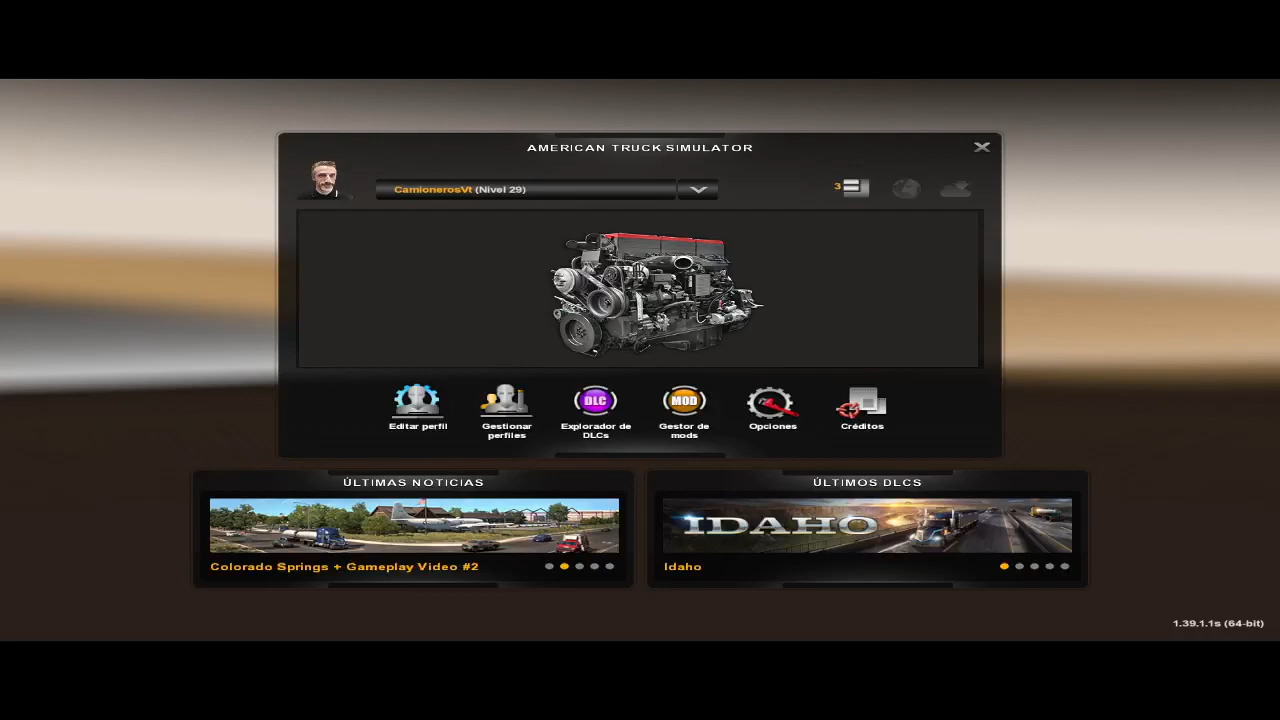 AMERICAN TRUCK SIMULATOR
CamionerosVt (Nivel 29)
3
Editar perfil
Gestionar
perfiles
DLC
Explorador de
DLCs
MOD
Gestor de
mods
Opciones
Créditos
ÚLTIMAS NOTICIAS
Colorado Springs + Gameplay Video #2
ÚLTIMOS DLCS
IDAHO
Idaho
1.39.1.1s (64-bit)